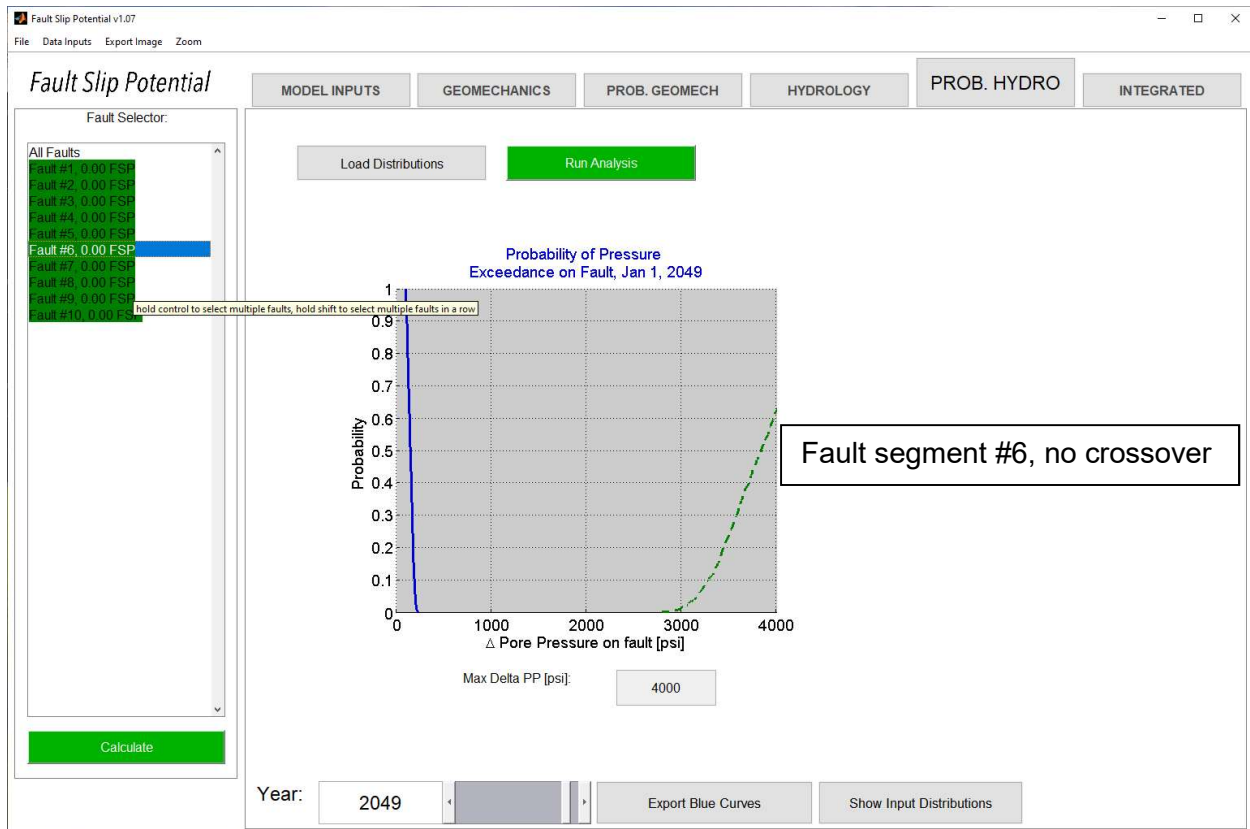 Fault Slip Potential v1.07
File Data Inputs Export Image Zoom
Fault Slip Potential
MODEL INPUTS
GEOMECHANICS
PROB. GEOMECH
HYDROLOGY
PROB. HYDRO
INTEGRATED
Fault Selector:
All Faults
Fault #1, 0.00 FSP
Fault #2, 0.00 FSP
Fault #3, 0.00 FSP
Fault #4, 0.00 FSP
Fault #5, 0.00 FSP
Fault #6, 0.00 FSP
Fault #7, 0.00 FSP
Fault #8, 0.00 FSP
Fault #9, 0.00 FSP
Fault #10, 0.00 FSP
hold control to select multiple faults, hold shift to select multiple faults in a row
Calculate
Load Distributions
Run Analysis
Probability of Pressure
Exceedance on Fault, Jan 1, 2049
1
0.9
0.8
0.7
0.6
0.5
0.4
0.3
0.2
0.1
0
Probability
0 1000 2000 3000 4000
Δ Pore Pressure on fault [psi]
Fault segment #6, no crossover
Max Delta PP [psi]:
4000
Year:
2049
Export Blue Curves
Show Input Distributions